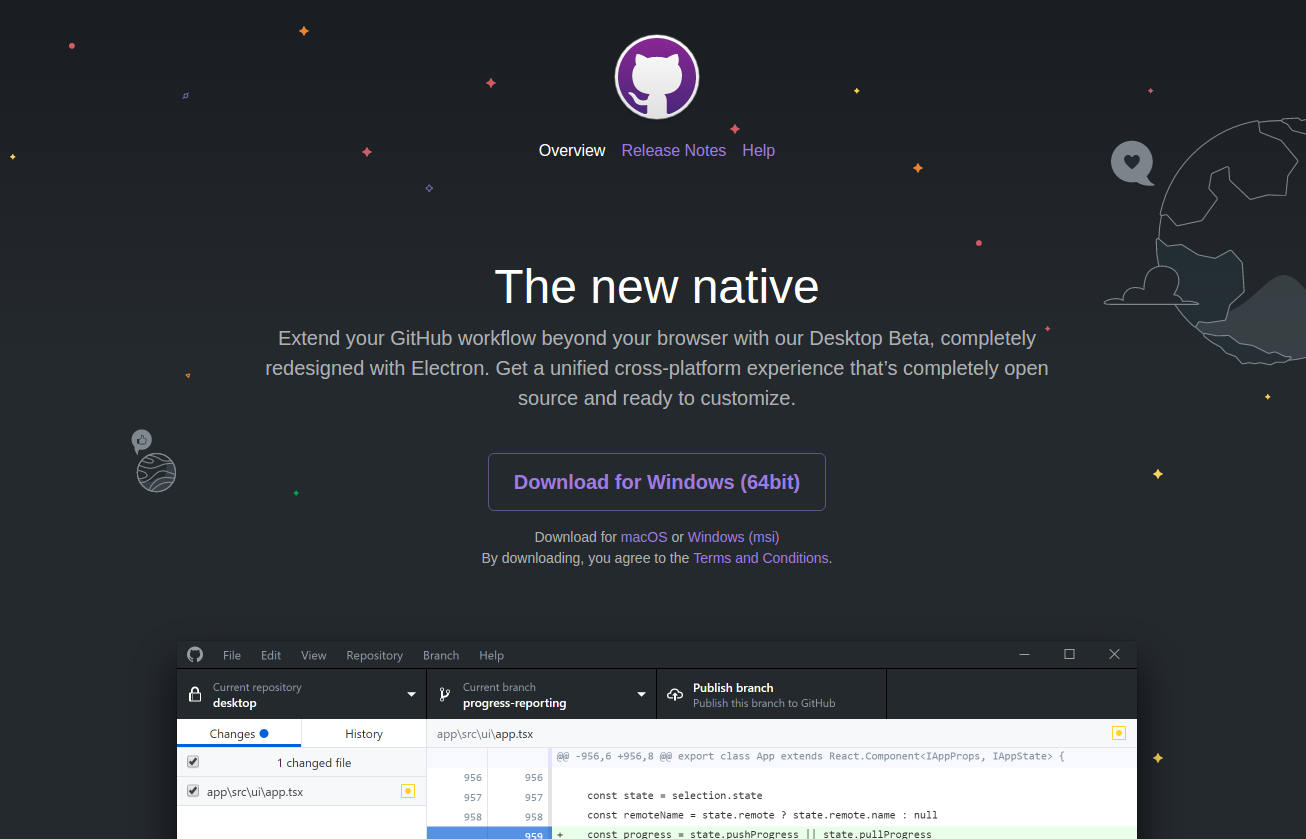 Overview Release Notes Help
The new native
Extend your GitHub workflow beyond your browser with our Desktop Beta, completely
redesigned with Electron. Get a unified cross-platform experience that’s completely open
source and ready to customize.
Download for Windows (64bit)
Download for macOS or Windows (msi)
By downloading, you agree to the Terms and Conditions.
File Edit View Repository Branch Help
Current repository
desktop
Current branch
progress-reporting
Publish branch
Publish this branch to GitHub
Changes History
app\src\ui\app.tsx
1 changed file
app\src\ui\app.tsx
@@ -956,6 +956,8 @@ export class App extends React.Component<IAppProps, IAppState> {
956 956
957 957 const state = selection.state
958 958 const remoteName = state.remote ? state.remote.name : null
959 + const progress = state.pushProgress || state.pullProgress